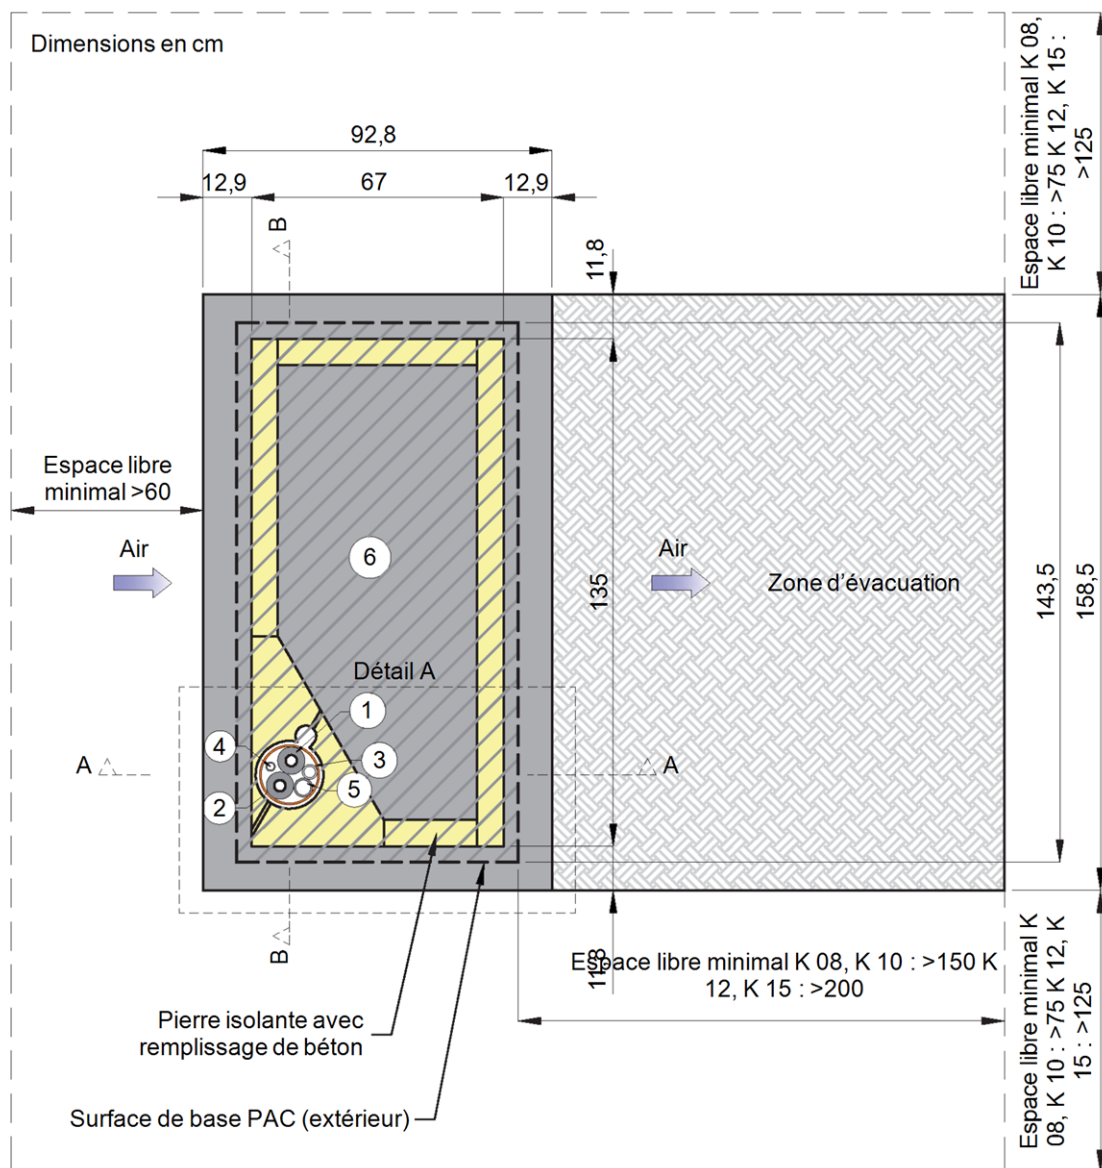 Dimensions en cm
Espace libre minimal K 08,
K 10 : >75 K 12, K 15 :
>125
92,8
12,9
67
12,9
B
11,8
Espace libre
minimal >60
Air
6
Air
Zone d'évacuation
135
143,5
158,5
Détail A
1
4
3
A
A
5
2
B
11,8
Espace libre minimal K 08, K 10 : >150 K
12, K 15 : >200
Pierre isolante avec
remplissage de béton
Surface de base PAC (extérieur)
Espace libre minimal K
08, K 10 : >75 K 12, K
15 : >125